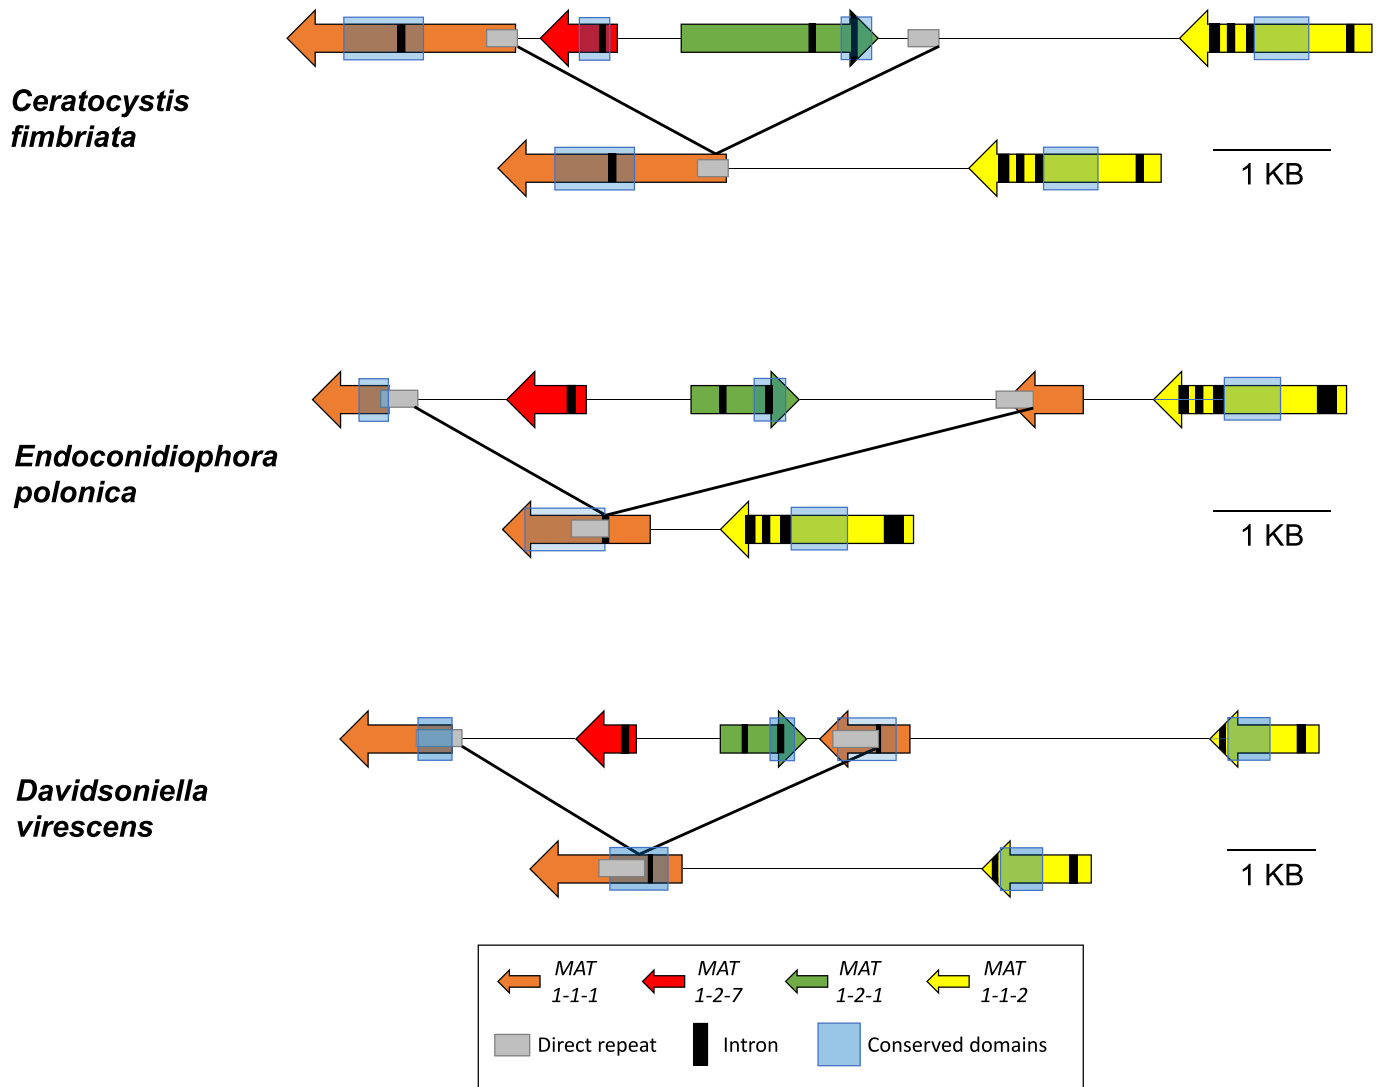 Ceratocystis
fimbriata
1 KB
Endoconidiophora
polonica
1 KB
Davidsoniella
virescens
1 KB
MAT
1-1-1
MAT
1-2-7
MAT
1-2-1
MAT
1-1-2
Direct repeat
Intron
Conserved domains